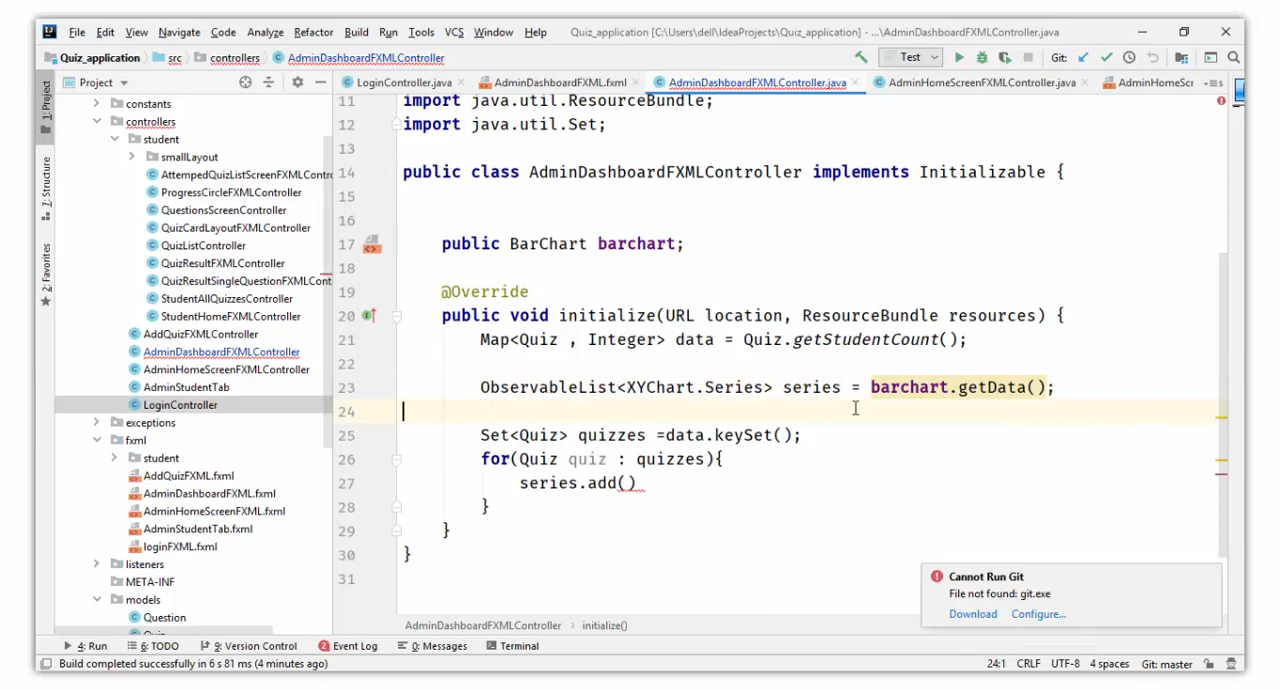 File Edit View Navigate Code Analyze Refactor Build Run Tools VCS Window Help Quiz_application [C:\Users\dell\IdeaProjects\Quiz_application] - ...\AdminDashboardFXMLController.java
Quiz_application src controllers AdminDashboardFXMLController Test Git:
Project LoginController.java AdminDashboardFXML.fxml AdminDashboardFXMLController.java AdminHomeScreenFXMLController.java AdminHomeScr
1: Project
7: Structure
2: Favorites
constants
controllers
student
smallLayout
AttempedQuizListScreenFXMLContro
ProgressCircleFXMLController
QuestionsScreenController
QuizCardLayoutFXMLController
QuizListController
QuizResultFXMLController
QuizResultSingleQuestionFXMLCont
StudentAllQuizzesController
StudentHomeFXMLController
AddQuizFXMLController
AdminDashboardFXMLController
AdminHomeScreenFXMLController
AdminStudentTab
LoginController
exceptions
fxml
student
AddQuizFXML.fxml
AdminDashboardFXML.fxml
AdminHomeScreenFXML.fxml
AdminStudentTab.fxml
loginFXML.fxml
listeners
META-INF
models
Question
11 import java.util.ResourceBundle;
12 import java.util.Set;
13
14 public class AdminDashboardFXMLController implements Initializable {
15
16
17 public BarChart barchart;
18
19 @Override
20 public void initialize(URL location, ResourceBundle resources) {
21 Map<Quiz , Integer> data = Quiz.getStudentCount();
22
23 ObservableList<XYChart.Series> series = barchart.getData();
24
25 Set<Quiz> quizzes =data.keySet();
26 for(Quiz quiz : quizzes){
27 series.add()
28 }
29 }
30 }
31
Cannot Run Git
File not found: git.exe
Download Configure...
AdminDashboardFXMLController initialize()
4: Run 6: TODO 9: Version Control 2 Event Log 0: Messages Terminal
Build completed successfully in 6 s 81 ms (4 minutes ago) 24:1 CRLF UTF-8 4 spaces Git: master